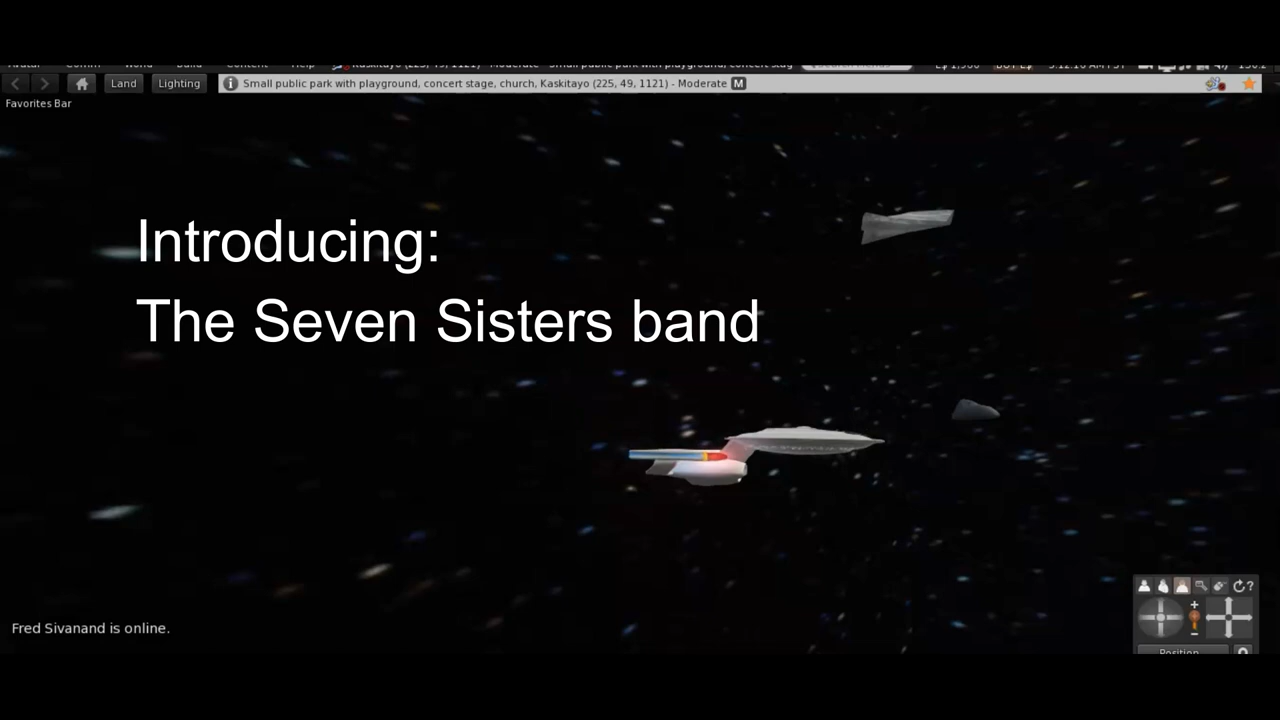 Land Lighting Small public park with playground, concert stage, church, Kaskitayo (225, 49, 1121) - Moderate M
Favorites Bar
Introducing:
The Seven Sisters band
Fred Sivanand is online.
Position